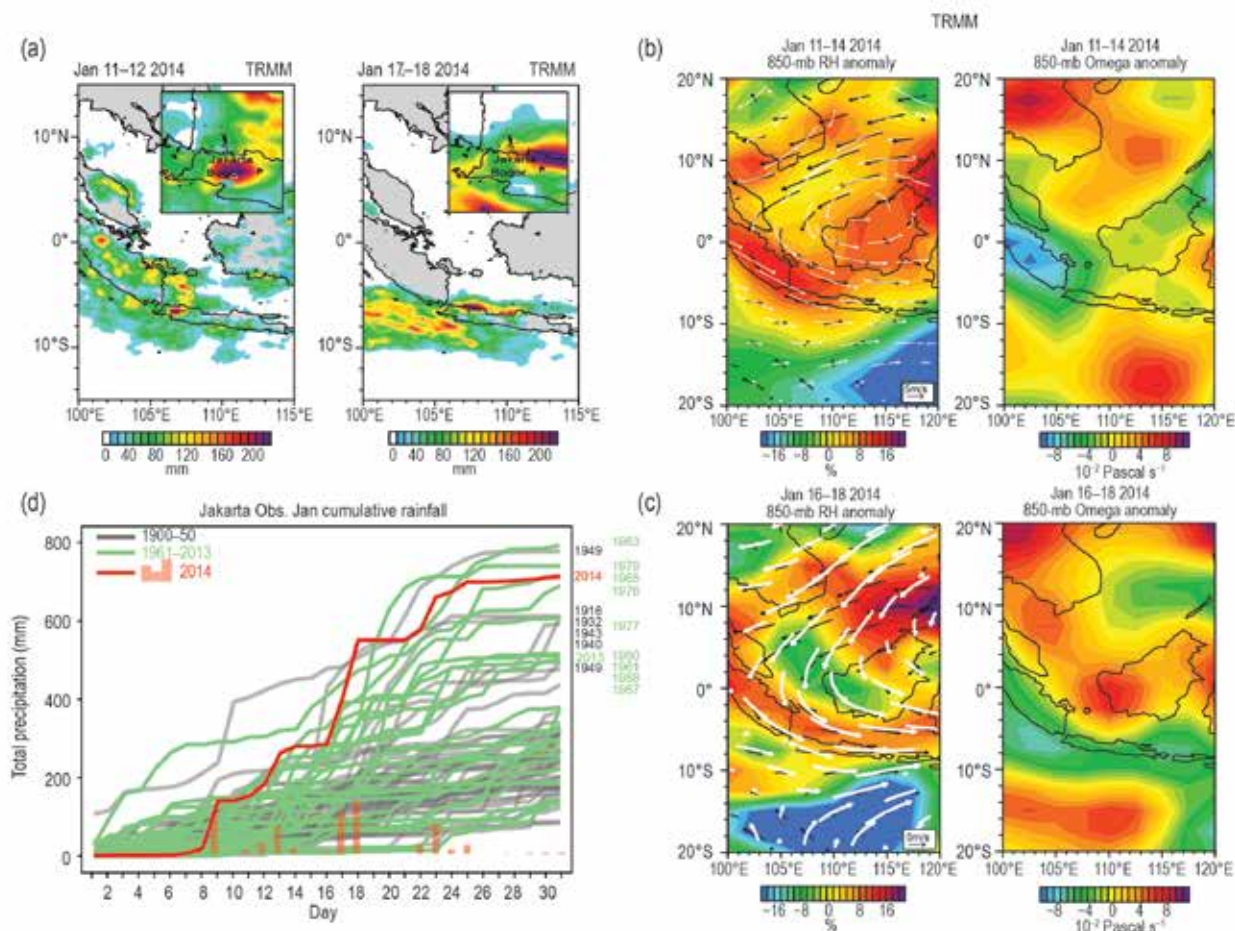 TRMM
(a)
Jan 11–12 2014 TRMM
Jakarta
Bogor
10°N
0°
10°S
100°E 105°E 110°E 115°E
0 40 80 120 160 200
mm
Jan 17–18 2014 TRMM
Jakarta
Bogor
10°N
0°
10°S
100°E 105°E 110°E 115°E
0 40 80 120 160 200
mm
(b)
Jan 11–14 2014
850-mb RH anomaly
20°N
10°N
0°
10°S
20°S
5m/s
100°E 105°E 110°E 115°E 120°E
−16 −8 0 8 16
%
Jan 11–14 2014
850-mb Omega anomaly
20°N
10°N
0°
10°S
20°S
100°E 105°E 110°E 115°E 120°E
−8 −4 0 4 8
10⁻² Pascal s⁻¹
(d)
Jakarta Obs. Jan cumulative rainfall
1900–50
1961–2013
2014
Total precipitation (mm)
800
600
400
200
0
2 4 6 8 10 12 14 16 18 20 22 24 26 28 30
Day
1949
2014
1916
1932
1943
1940
2013
1949
1963
1979
1965
1976
1977
(c)
Jan 16–18 2014
850-mb RH anomaly
20°N
10°N
0°
10°S
20°S
100°E 105°E 110°E 115°E 120°E
−16 −8 0 8 16
%
Jan 16–18 2014
850-mb Omega anomaly
20°N
10°N
0°
10°S
20°S
100°E 105°E 110°E 115°E 120°E
−8 −4 0 4 8
10⁻² Pascal s⁻¹